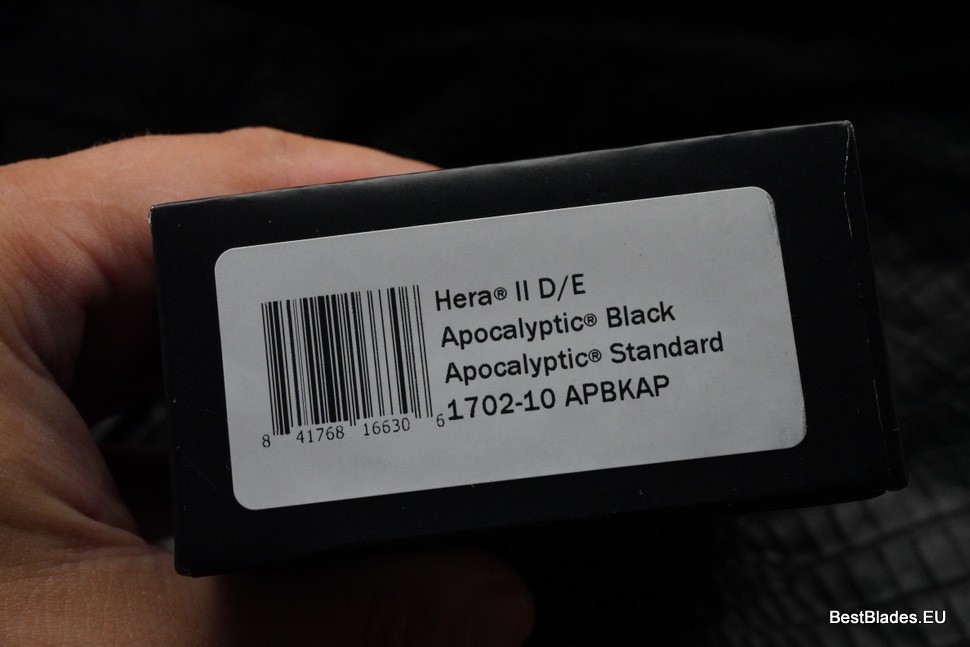 Hera® II D/E
Apocalyptic® Black
Apocalyptic® Standard
1702-10 APBKAP
8 41768 16630 6
BestBlades.EU